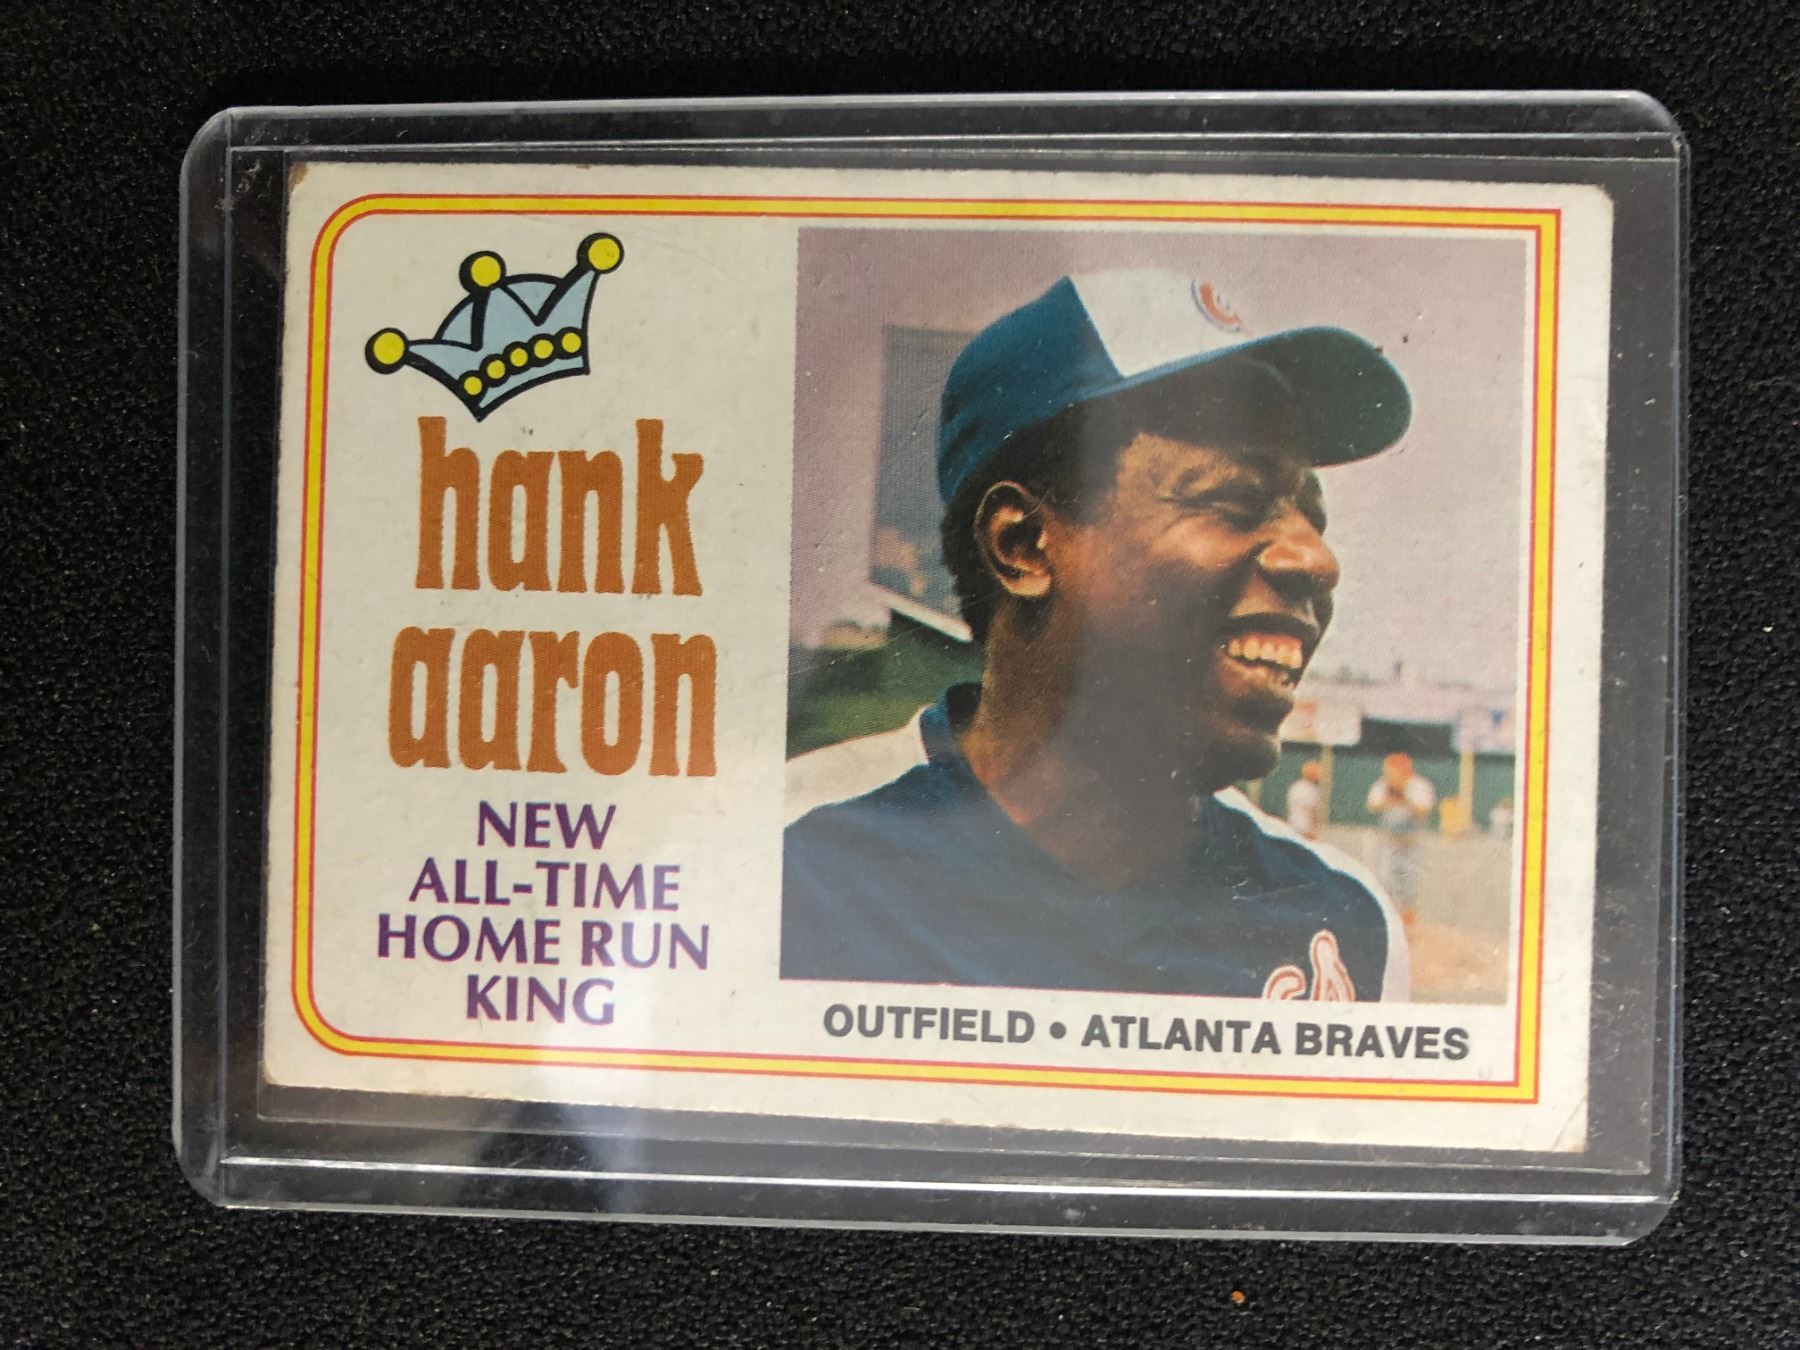 hank
aaron
NEW
ALL-TIME
HOME RUN
KING
OUTFIELD • ATLANTA BRAVES